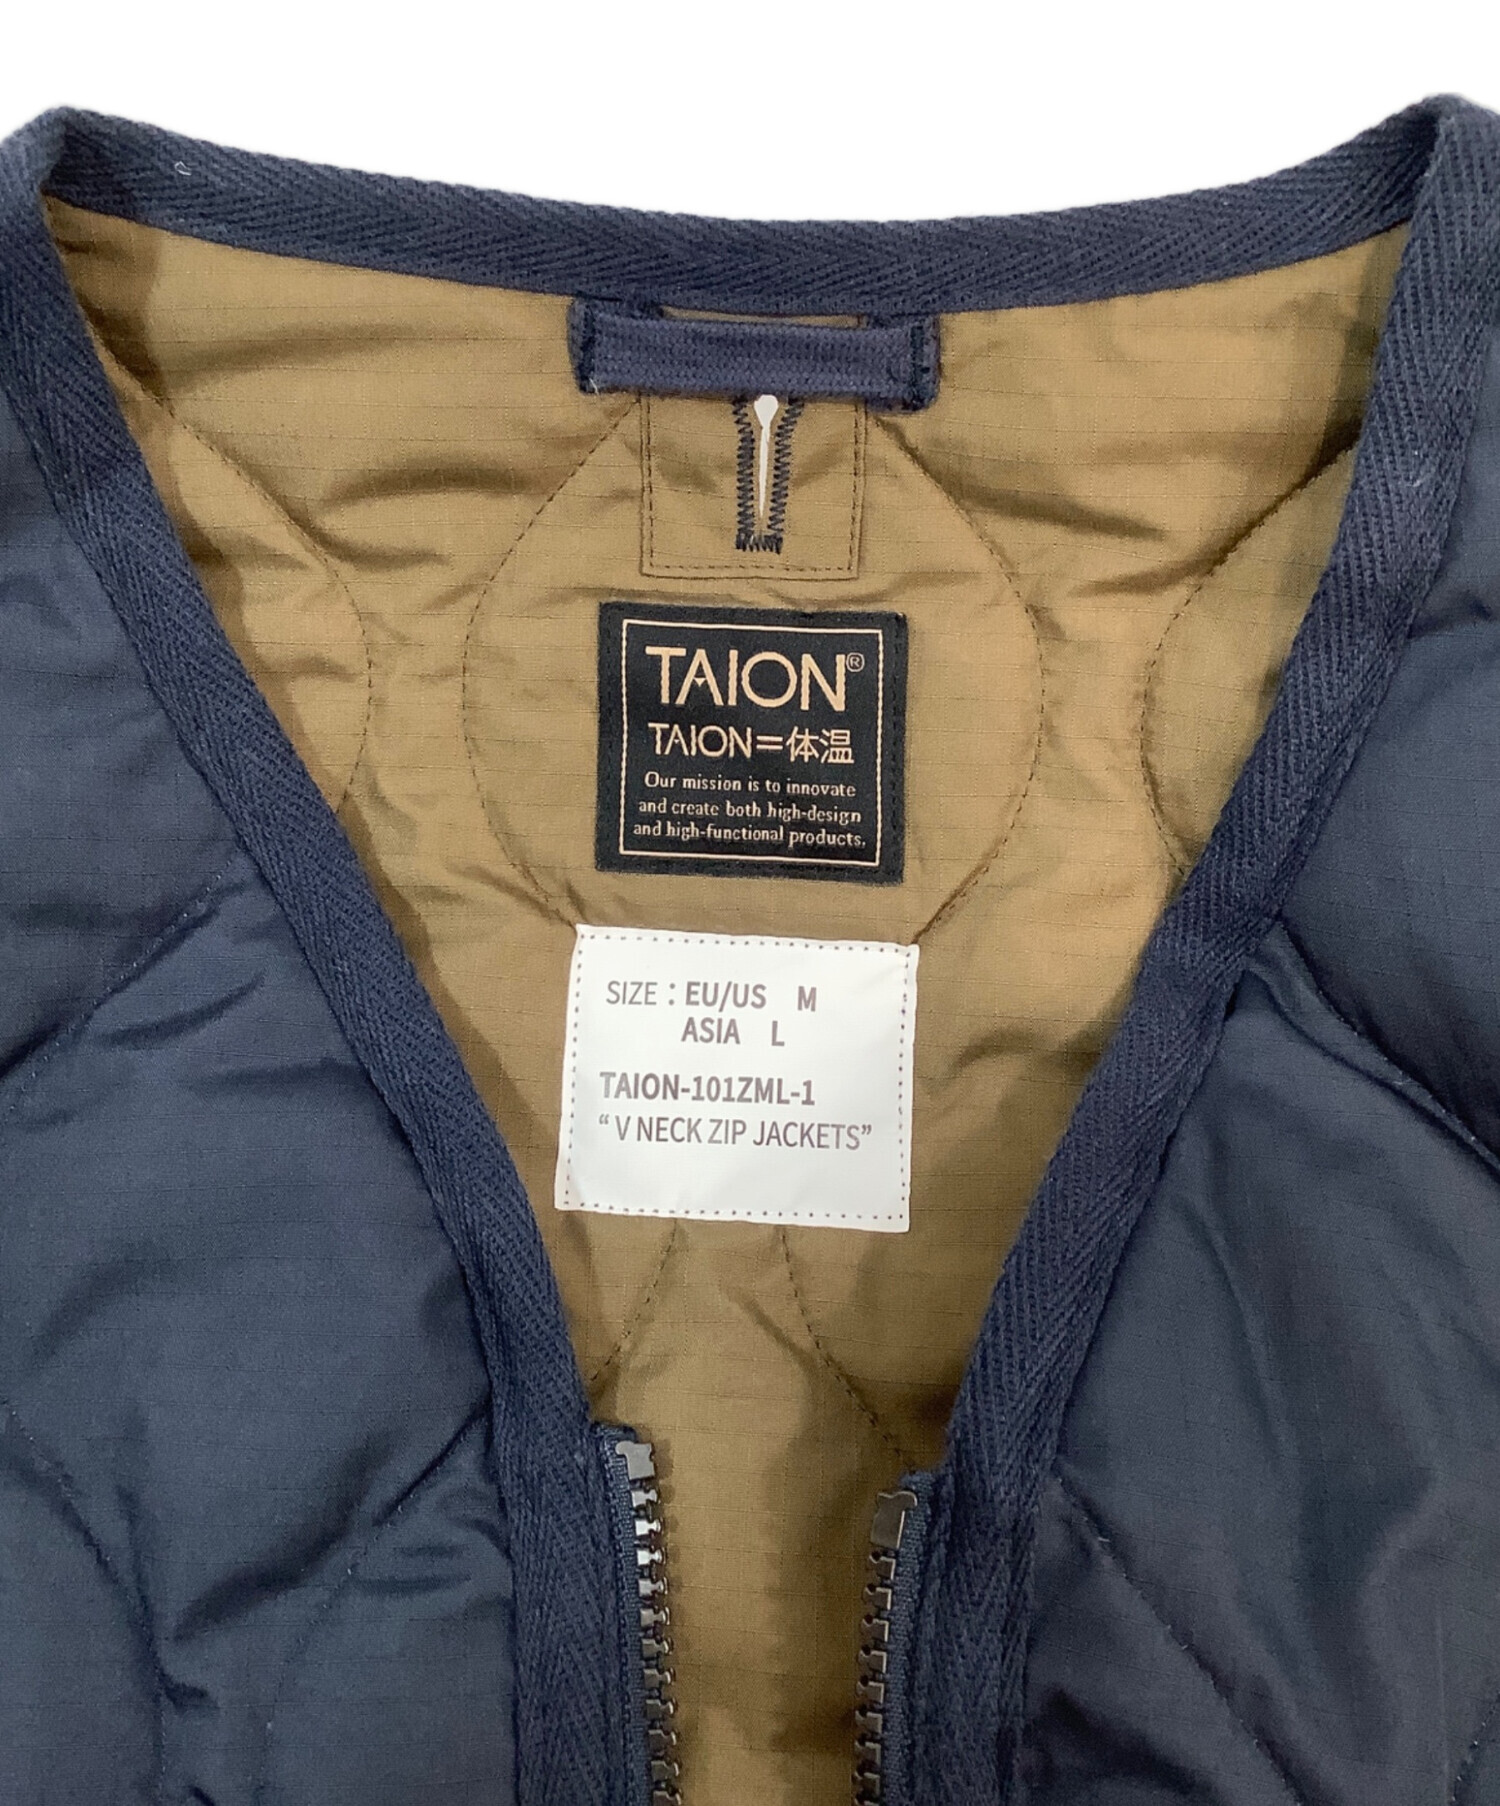 TAION®
TAION=体温
Our mission is to innovate
and create both high-design
and high-functional products.
SIZE : EU/US M
ASIA L
TAION-101ZML-1
“V NECK ZIP JACKETS”